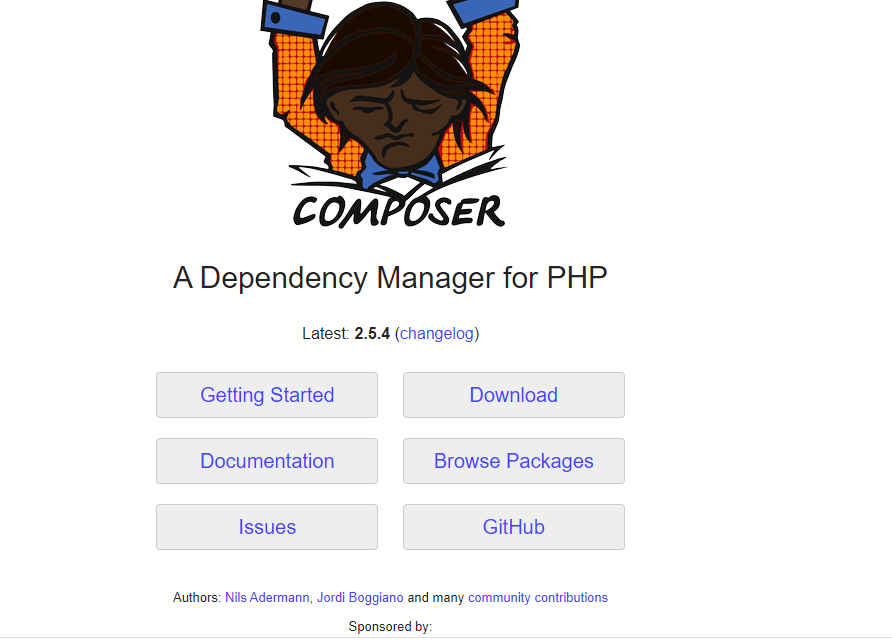 COMPOSER
A Dependency Manager for PHP
Latest: 2.5.4 (changelog)
Getting Started
Download
Documentation
Browse Packages
Issues
GitHub
Authors: Nils Adermann, Jordi Boggiano and many community contributions
Sponsored by: